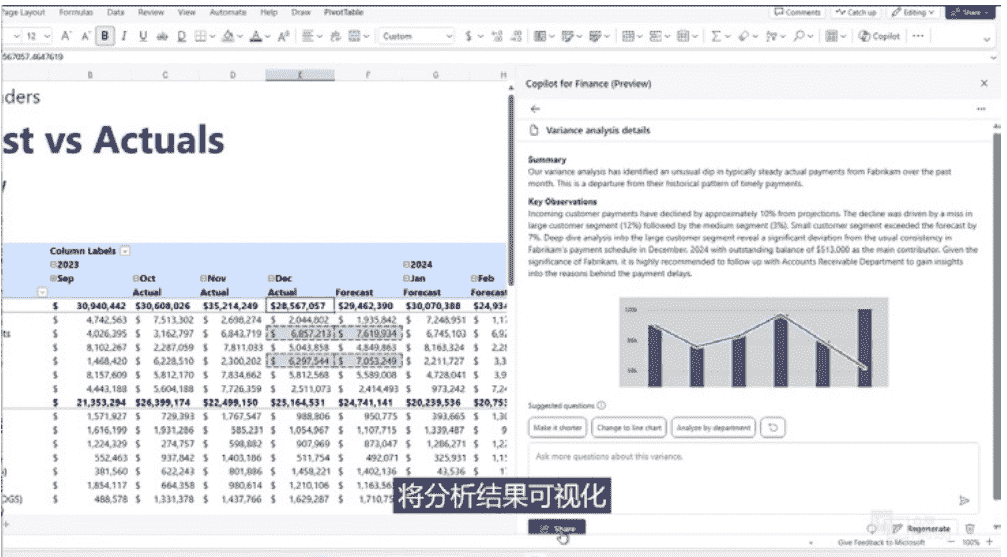 Page Layout Formulas Data Review View Automate Help Draw PivotTable Comments Catch up Editing Share
12 B I U ab D A Custom $ Copilot ...
567057.4647619
B C D E F G H
Copilot for Finance (Preview)
ders
st vs Actuals
y
Variance analysis details
Summary
Our variance analysis has identified an unusual dip in typically steady actual payments from Fabrikam over the past
month. This is a departure from their historical pattern of timely payments.
Key Observations
Incoming customer payments have declined by approximately 10% from projections. The decline was driven by a miss in
large customer segment (12%) followed by the medium segment (3%). Small customer segment exceeded the forecast by
7%. Deep dive analysis into the large customer segment reveal a significant deviation from the usual consistency in
Fabrikam's payment schedule in December, 2024 with outstanding balance of $513,000 as the main contributor. Given the
significance of Fabrikam, it is highly recommended to follow up with Accounts Receivable Department to gain insights
into the reasons behind the payment delays.
Column Labels
2023 2024
Sep Oct Nov Dec Jan Feb
Actual Actual Actual Forecast Forecast Forecast
$ 30,940,442 $30,608,026 $35,214,249 $28,567,057 $29,462,390 $30,070,388 $24,934
$ 4,742,563 $ 7,513,302 $ 2,698,274 $ 2,044,802 $ 1,935,842 $ 7,248,951 $
lts $ 4,026,395 $ 3,162,797 $ 6,843,719 $ 6,857,213 $ 7,619,934 $ 6,745,103 $
$ 8,102,267 $ 2,287,059 $ 7,811,033 $ 5,043,858 $ 4,849,863 $ 8,163,324 $
$ 1,468,420 $ 6,228,510 $ 2,300,202 $ 6,297,544 $ 7,053,249 $ 2,211,727 $
$ 8,157,609 $ 5,812,170 $ 7,834,662 $ 5,812,568 $ 5,589,008 $ 4,728,041 $
$ 4,443,188 $ 5,604,188 $ 7,726,359 $ 2,511,073 $ 2,414,493 $ 973,242 $
$ 21,353,294 $26,399,174 $22,499,150 $25,164,531 $24,741,141 $20,239,536 $20,753
$ 1,571,927 $ 729,393 $ 1,767,547 $ 988,806 $ 950,775 $ 393,665 $
$ 1,616,199 $ 1,931,286 $ 585,231 $ 1,054,967 $ 1,107,715 $ 1,339,487 $
$ 1,224,329 $ 274,757 $ 598,882 $ 907,969 $ 873,047 $ 1,286,271 $
$ 552,463 $ 937,842 $ 1,403,186 $ 511,754 $ 492,071 $ 325,931 $
$ 381,560 $ 622,243 $ 801,886 $ 1,458,221 $ 1,402,136 $ 43,536 $
$ 1,854,117 $ 664,358 $ 980,614 $ 1,210,106 $ 1,163,56
OGS) $ 488,578 $ 1,331,378 $ 1,437,766 $ 1,629,287 $ 1,710,75
Suggested questions
Make it shorter Change to line chart Analyze by department
Ask more questions about this variance.
将分析结果可视化
Share Regenerate
Give Feedback to Microsoft 100%